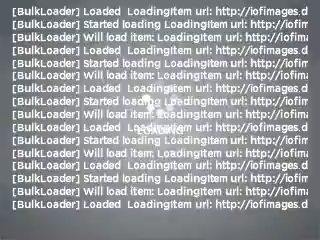 [BulkLoader] Loaded LoadingItem url: http://iofimages.d
[BulkLoader] Started loading LoadingItem url: http://iofim
[BulkLoader] Will load item: LoadingItem url: http://iofima
[BulkLoader] Loaded LoadingItem url: http://iofimages.d
[BulkLoader] Started loading LoadingItem url: http://iofim
[BulkLoader] Will load item: LoadingItem url: http://iofima
[BulkLoader] Loaded LoadingItem url: http://iofimages.d
[BulkLoader] Started loading LoadingItem url: http://iofim
[BulkLoader] Will load item: LoadingItem url: http://iofima
[BulkLoader] Loaded LoadingItem url: http://iofimages.d
LOADING
[BulkLoader] Started loading LoadingItem url: http://iofim
[BulkLoader] Will load item: LoadingItem url: http://iofima
[BulkLoader] Loaded LoadingItem url: http://iofimages.d
[BulkLoader] Started loading LoadingItem url: http://iofim
[BulkLoader] Will load item: LoadingItem url: http://iofima
[BulkLoader] Loaded LoadingItem url: http://iofimages.d